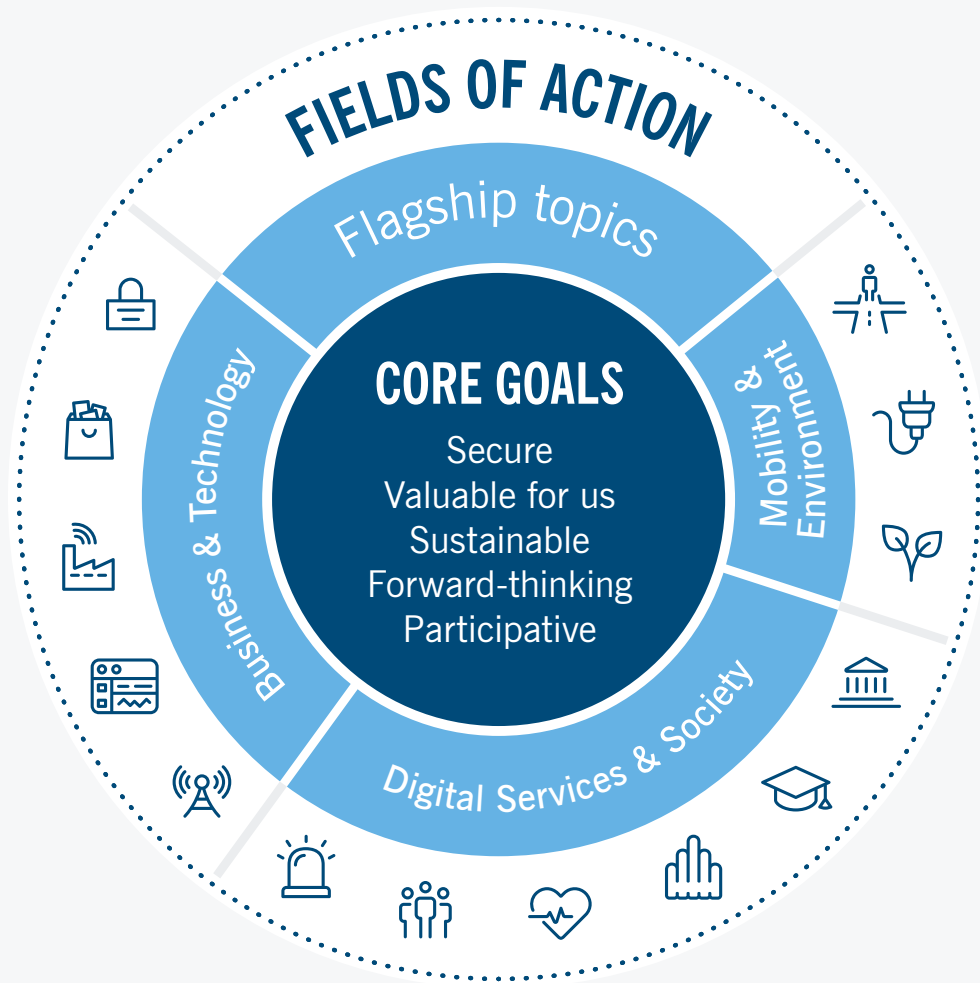 FIELDS OF ACTION
Flagship topics
CORE GOALS
Secure
Valuable for us
Sustainable
Forward-thinking
Participative
Mobility &
Environment
Digital Services & Society
Business & Technology